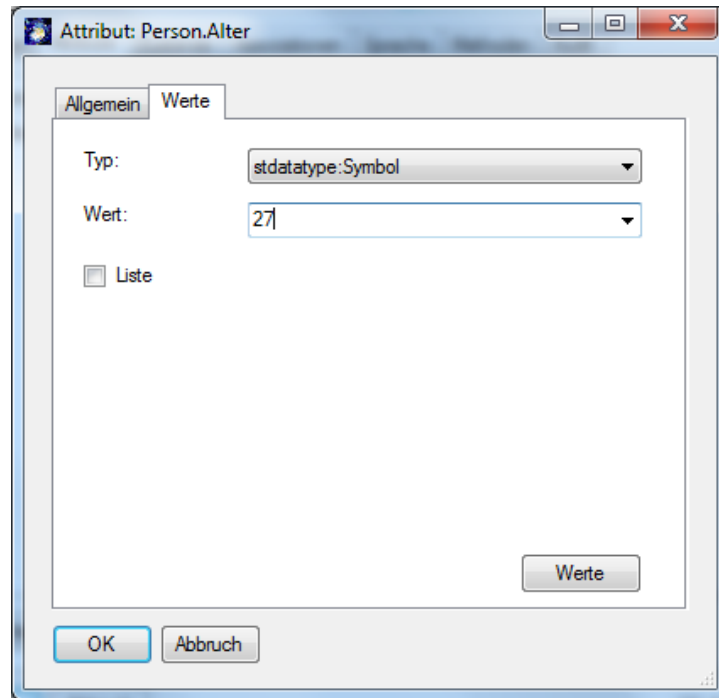 Attribut: Person.Alter
Allgemein Werte
Typ: stdatatype:Symbol
Wert: 27
Liste
Werte
OK Abbruch